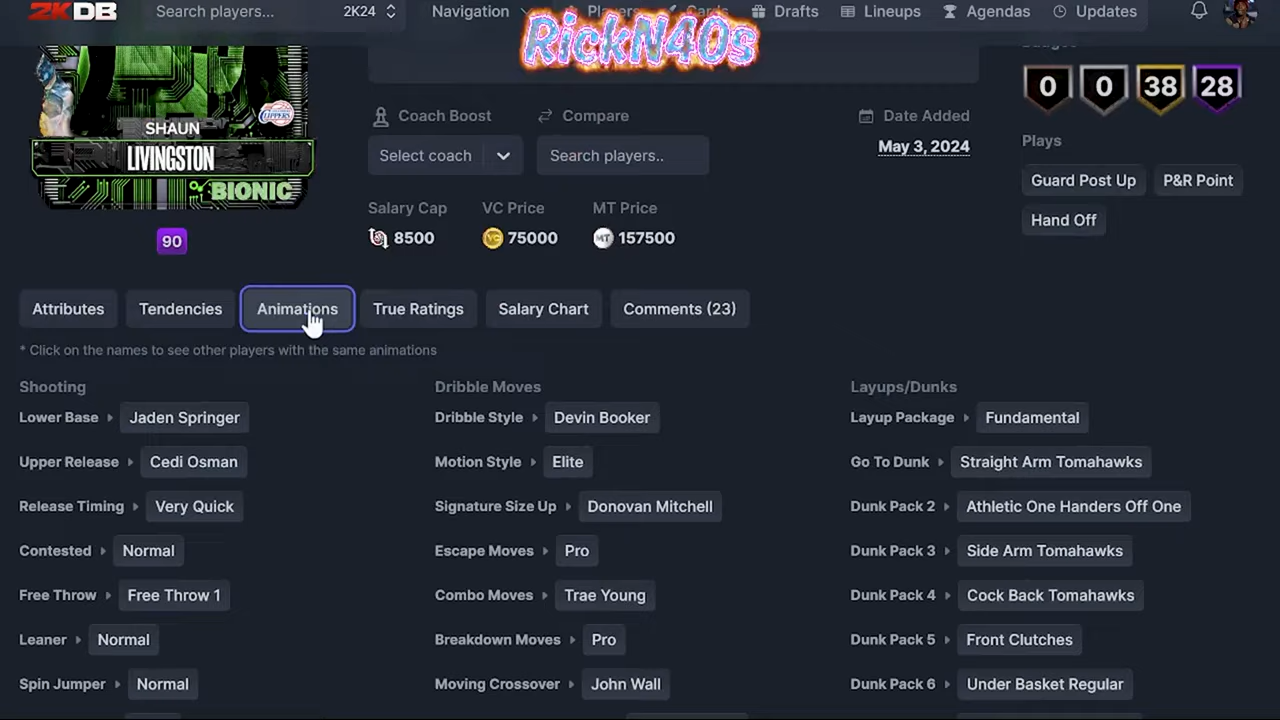 2KDB
Search players...
2K24
Navigation
Players
Cards
Drafts
Lineups
Agendas
Updates
RickN40s
Badges
0
0
38
28
SHAUN
LIVINGSTON
BIONIC
CLIPPERS
90
Coach Boost
Compare
Date Added
Select coach
Search players..
May 3, 2024
Plays
Guard Post Up
P&R Point
Hand Off
Salary Cap
VC Price
MT Price
8500
VC
75000
MT
157500
Attributes
Tendencies
Animations
True Ratings
Salary Chart
Comments (23)
* Click on the names to see other players with the same animations
Shooting
Lower Base
Jaden Springer
Upper Release
Cedi Osman
Release Timing
Very Quick
Contested
Normal
Free Throw
Free Throw 1
Leaner
Normal
Spin Jumper
Normal
Dribble Moves
Dribble Style
Devin Booker
Motion Style
Elite
Signature Size Up
Donovan Mitchell
Escape Moves
Pro
Combo Moves
Trae Young
Breakdown Moves
Pro
Moving Crossover
John Wall
Layups/Dunks
Layup Package
Fundamental
Go To Dunk
Straight Arm Tomahawks
Dunk Pack 2
Athletic One Handers Off One
Dunk Pack 3
Side Arm Tomahawks
Dunk Pack 4
Cock Back Tomahawks
Dunk Pack 5
Front Clutches
Dunk Pack 6
Under Basket Regular